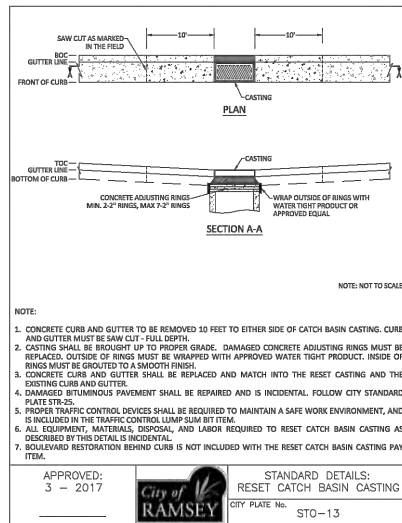 SAW CUT AS MARKED
IN THE FIELD
10'
10'
BOC
GUTTER LINE
A
A
FRONT OF CURB
CASTING
PLAN
TOC
GUTTER LINE
BOTTOM OF CURB
CASTING
CONCRETE ADJUSTING RINGS
MIN. 2-2" RINGS, MAX 7-2" RINGS
WRAP OUTSIDE OF RINGS WITH
WATER TIGHT PRODUCT OR
APPROVED EQUAL
SECTION A-A
NOTE: NOT TO SCALE
NOTE:
1. CONCRETE CURB AND GUTTER TO BE REMOVED 10 FEET TO EITHER SIDE OF CATCH BASIN CASTING. CURB
AND GUTTER MUST BE SAW CUT - FULL DEPTH.
2. CASTING SHALL BE BROUGHT UP TO PROPER GRADE. DAMAGED CONCRETE ADJUSTING RINGS MUST BE
REPLACED. OUTSIDE OF RINGS MUST BE WRAPPED WITH APPROVED WATER TIGHT PRODUCT. INSIDE OF
RINGS MUST BE GROUTED TO A SMOOTH FINISH.
3. CONCRETE CURB AND GUTTER SHALL BE REPLACED AND MATCH INTO THE RESET CASTING AND THE
EXISTING CURB AND GUTTER.
4. DAMAGED BITUMINOUS PAVEMENT SHALL BE REPAIRED AND IS INCIDENTAL. FOLLOW CITY STANDARD
PLATE STR-25.
5. PROPER TRAFFIC CONTROL DEVICES SHALL BE REQUIRED TO MAINTAIN A SAFE WORK ENVIRONMENT, AND
IS INCLUDED IN THE TRAFFIC CONTROL LUMP SUM BIT ITEM.
6. ALL EQUIPMENT, MATERIALS, DISPOSAL, AND LABOR REQUIRED TO RESET CATCH BASIN CASTING AS
DESCRIBED BY THIS DETAIL IS INCIDENTAL.
7. BOULEVARD RESTORATION BEHIND CURB IS NOT INCLUDED WITH THE RESET CATCH BASIN CASTING PAY
ITEM.
APPROVED:
3 - 2017
City of
RAMSEY
STANDARD DETAILS:
RESET CATCH BASIN CASTING
CITY PLATE No.
STO-13